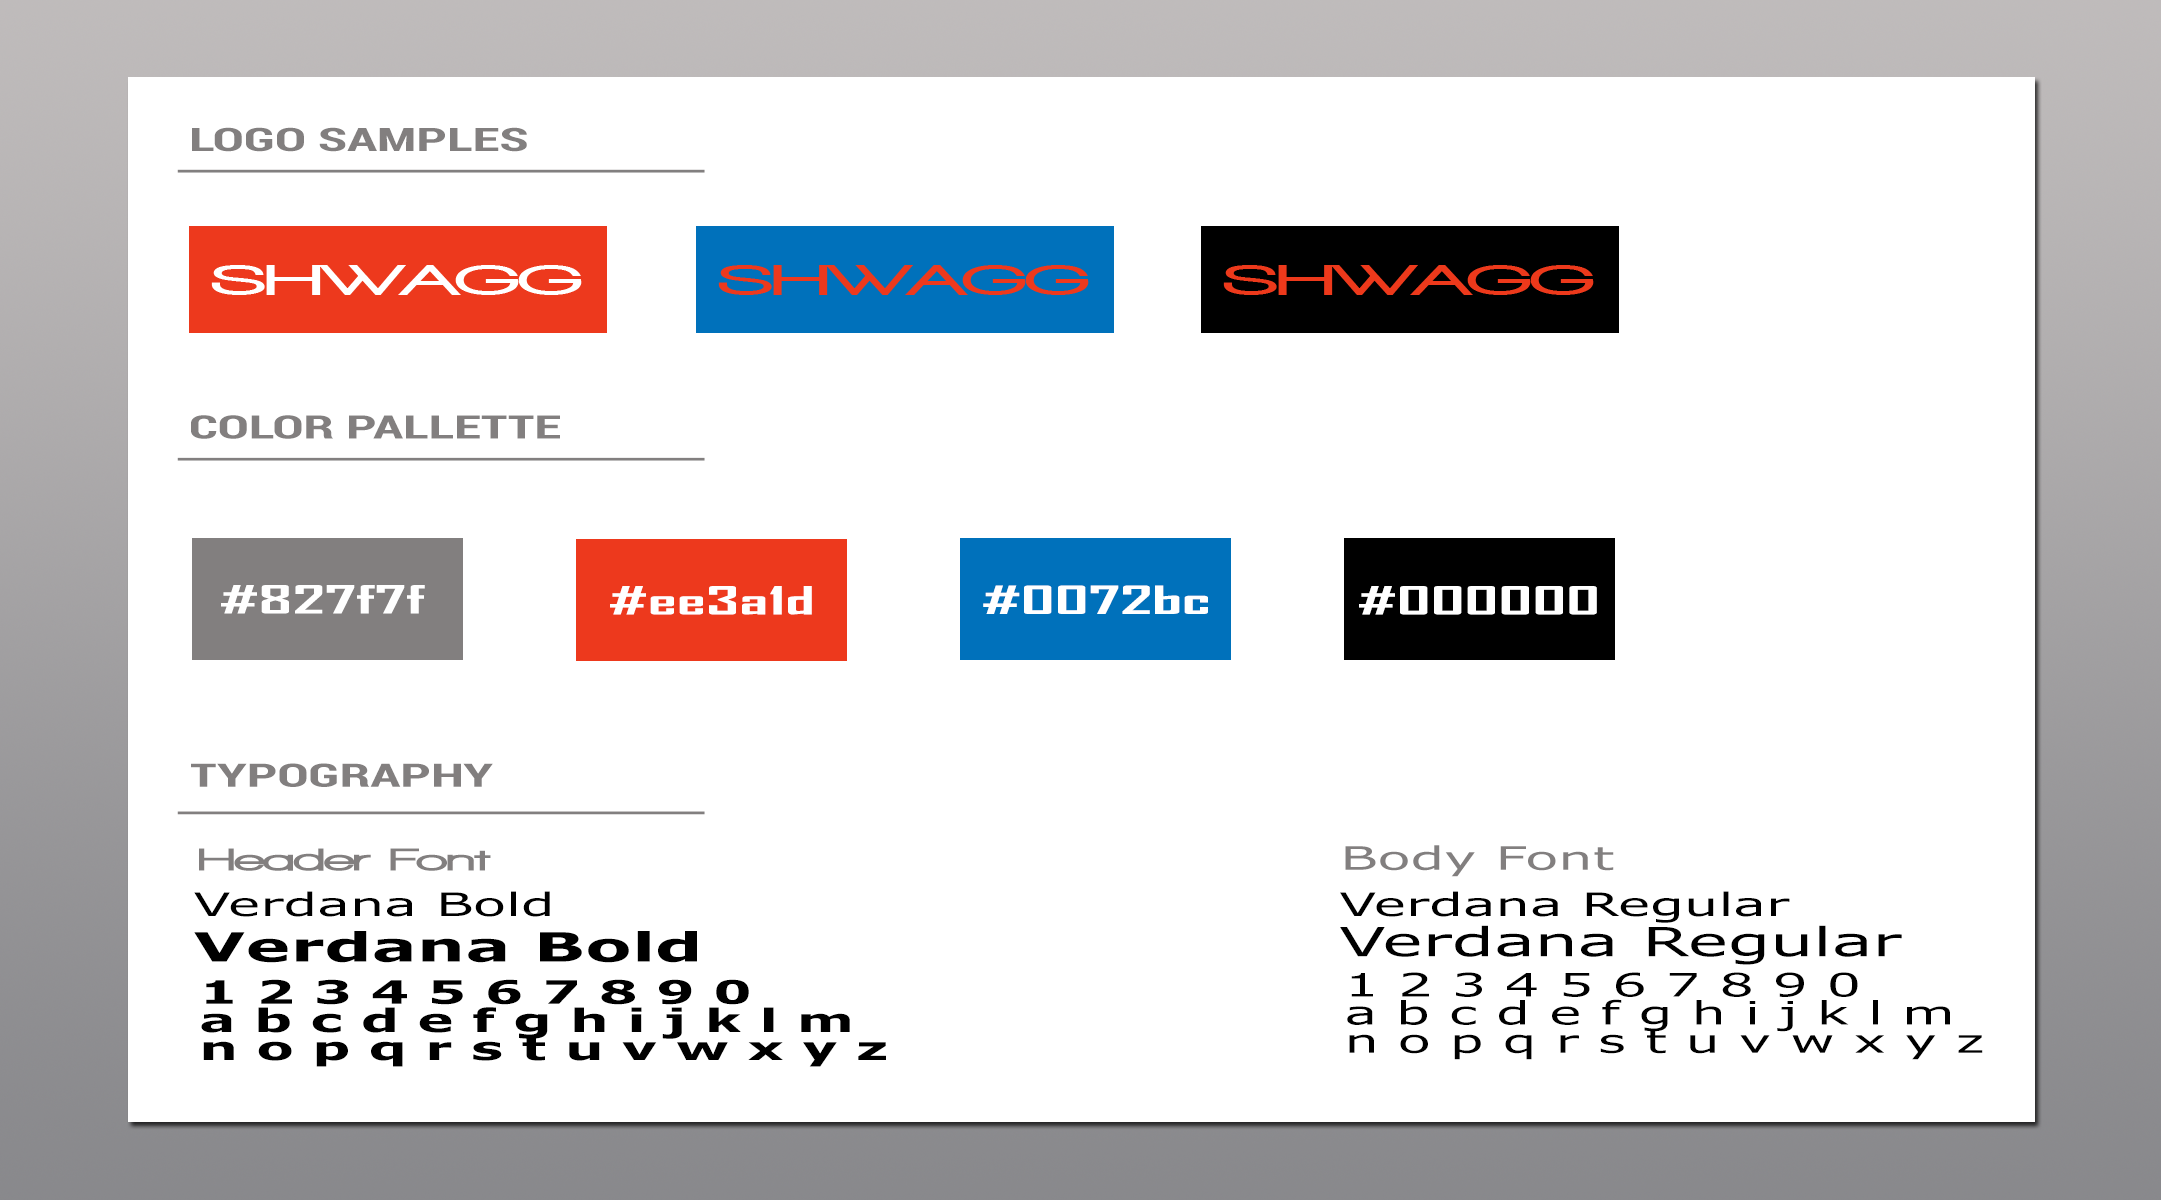 LOGO SAMPLES
SHWAGG
SHWAGG
SHWAGG
COLOR PALLETTE
#827f7f
#ee3a1d
#0072bc
#000000
TYPOGRAPHY
Header Font
Verdana Bold
Verdana Bold
1 2 3 4 5 6 7 8 9 0
a b c d e f g h i j k l m
n o p q r s t u v w x y z
Body Font
Verdana Regular
Verdana Regular
1 2 3 4 5 6 7 8 9 0
a b c d e f g h i j k l m
n o p q r s t u v w x y z